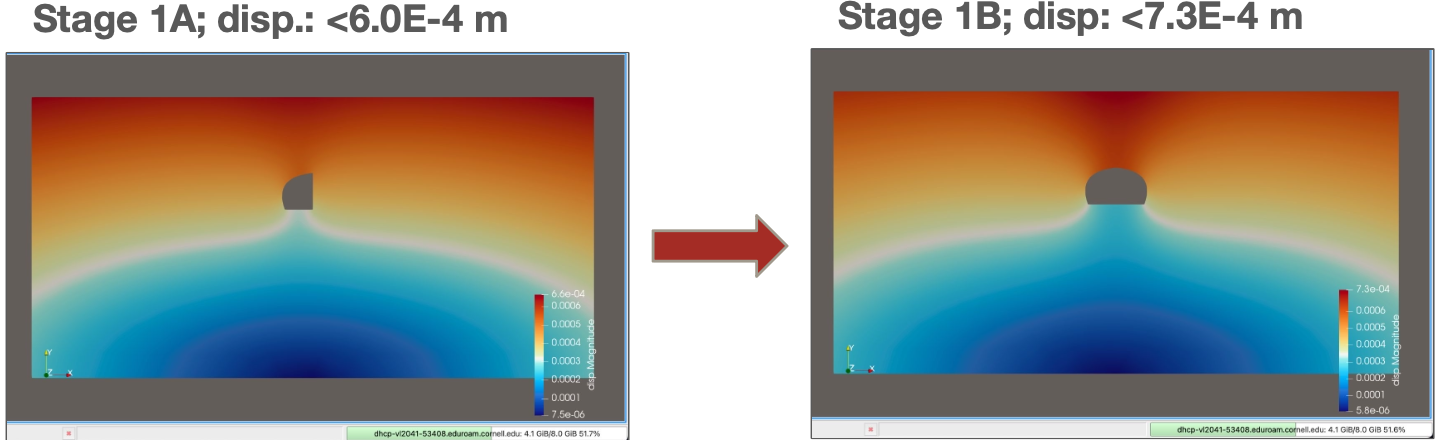 Stage 1A; disp.: <6.0E-4 m
Stage 1B; disp: <7.3E-4 m
6.6e-04
0.0006
0.0005
0.0004
0.0003
0.0002
0.0001
7.5e-06
disp Magnitude
Y
Z
X
dhcp-vl2041-53408.eduroam.cornell.edu: 4.1 GiB/8.0 GiB 51.7%
7.3e-04
0.0006
0.0005
0.0004
0.0003
0.0002
0.0001
5.8e-06
disp Magnitude
Y
Z
X
dhcp-vl2041-53408.eduroam.cornell.edu: 4.1 GiB/8.0 GiB 51.6%